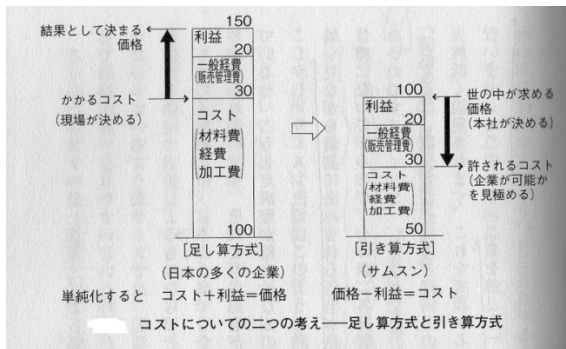 結果として決まる
価格
150
利益
20
一般経費
(販売管理費)
30
かかるコスト
(現場が決める)
コスト
(材料費
経費
加工費)
100
[足し算方式]
(日本の多くの企業)
100
利益
20
一般経費
(販売管理費)
30
コスト
(材料費
経費
加工費)
50
世の中が求める
価格
(本社が決める)
許されるコスト
(企業が可能か
を見極める)
[引き算方式]
(サムスン)
単純化すると コスト+利益=価格 価格−利益=コスト
コストについての二つの考え――足し算方式と引き算方式